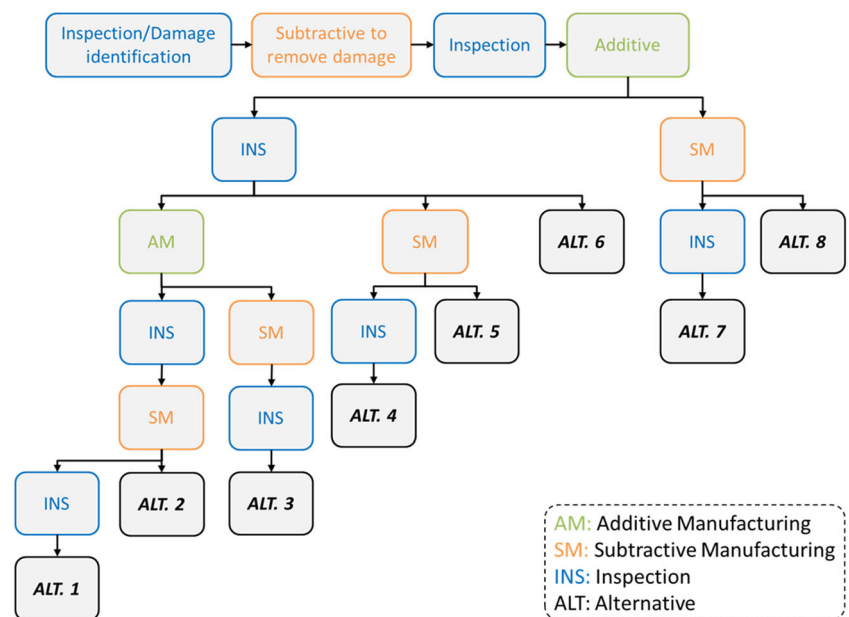 Inspection/Damage
identification
Subtractive to
remove damage
Inspection
Additive
INS
SM
AM
SM
ALT. 6
INS
ALT. 8
INS
SM
INS
ALT. 5
ALT. 7
SM
INS
ALT. 4
INS
ALT. 2
ALT. 3
ALT. 1
AM: Additive Manufacturing
SM: Subtractive Manufacturing
INS: Inspection
ALT: Alternative